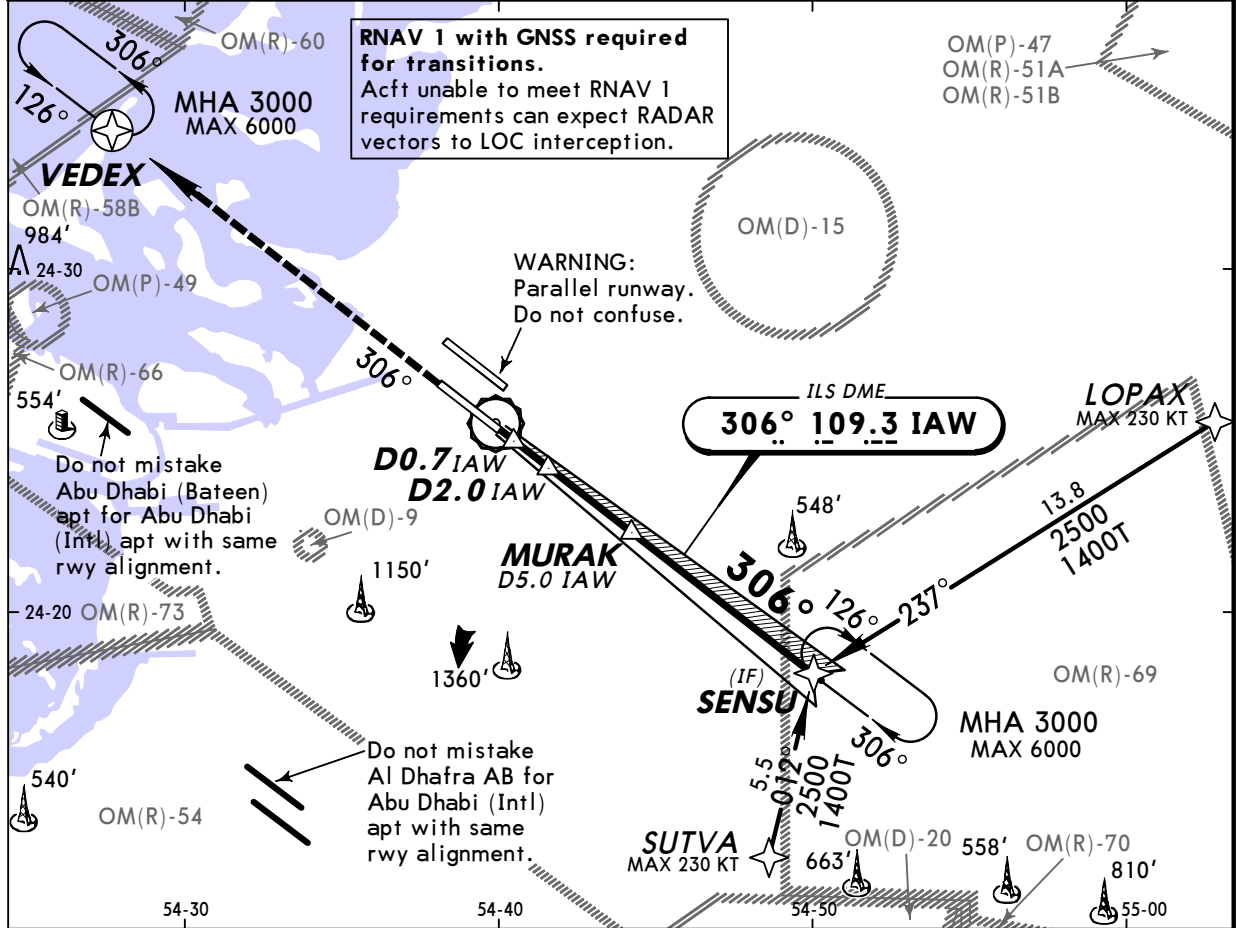 OM(R)-60
306°
126°
MHA 3000
MAX 6000
VEDEX
OM(R)-58B
984'
24-30
OM(P)-49
OM(R)-66
554'
RNAV 1 with GNSS required
for transitions.
Acft unable to meet RNAV 1
requirements can expect RADAR
vectors to LOC interception.
OM(P)-47
OM(R)-51A
OM(R)-51B
OM(D)-15
WARNING:
Parallel runway.
Do not confuse.
306°
ILS DME
306° 109.3 IAW
LOPAX
MAX 230 KT
Do not mistake
Abu Dhabi (Bateen)
apt for Abu Dhabi
(Intl) apt with same
rwy alignment.
D0.7 IAW
D2.0 IAW
OM(D)-9
MURAK
D5.0 IAW
548'
13.8
2500
1400T
1150'
306°
126°
237°
24-20
OM(R)-73
1360'
(IF)
SENSU
OM(R)-69
306°
MHA 3000
MAX 6000
Do not mistake
Al Dhafra AB for
Abu Dhabi (Intl)
apt with same
rwy alignment.
540'
OM(R)-54
5.5
012°
2500
1400T
SUTVA
MAX 230 KT
663'
OM(D)-20
558'
OM(R)-70
810'
54-30
54-40
54-50
55-00